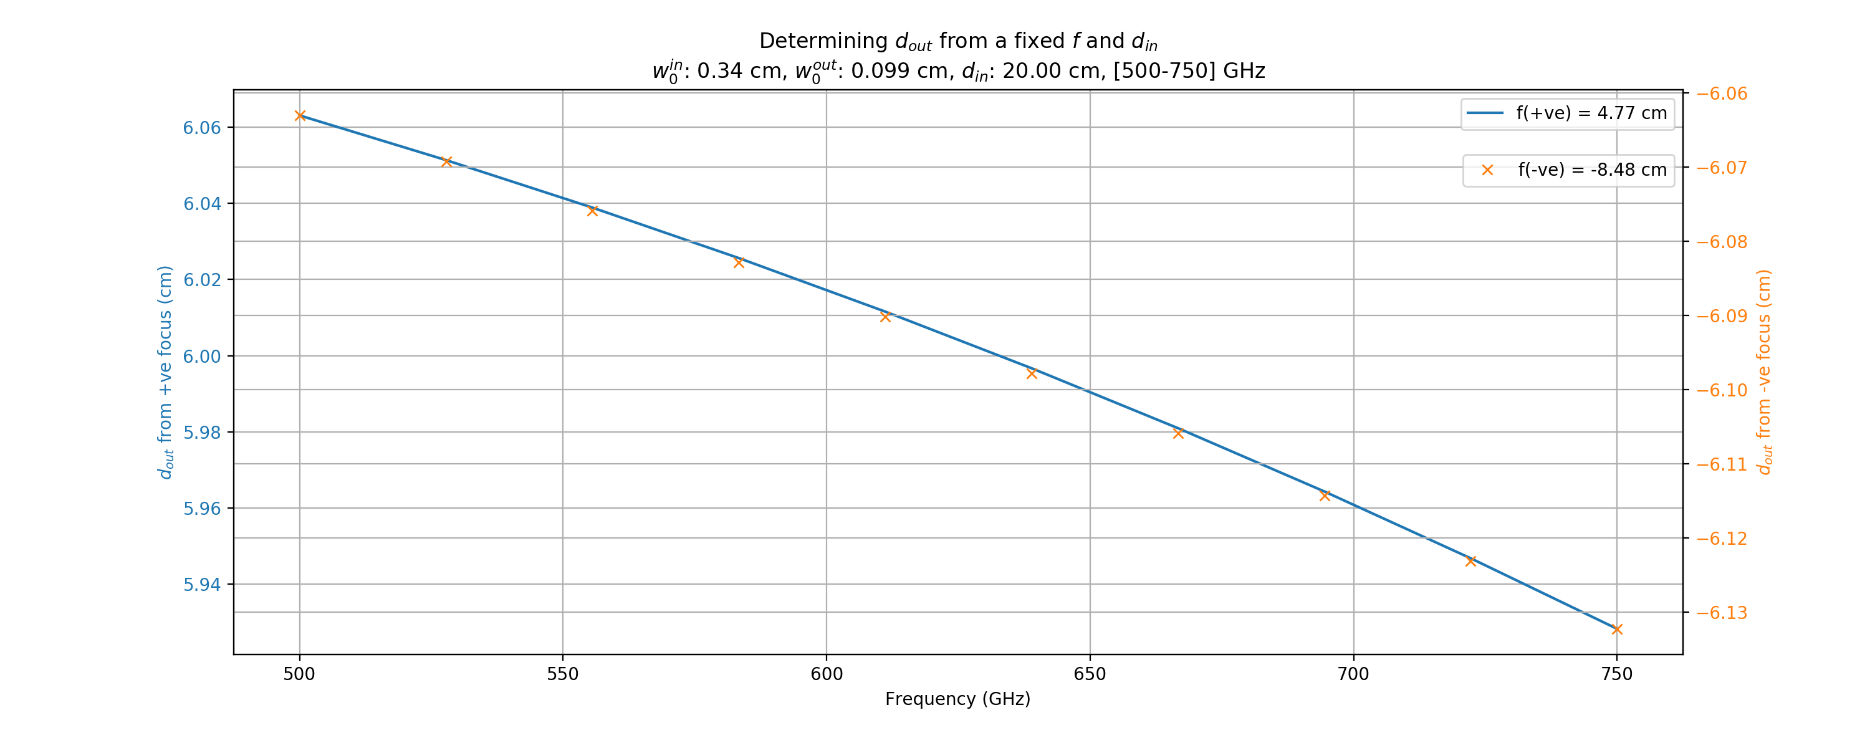 Determining d_out from a fixed f and d_in
w_0^in: 0.34 cm, w_0^out: 0.099 cm, d_in: 20.00 cm, [500-750] GHz
f(+ve) = 4.77 cm
f(-ve) = -8.48 cm
d_out from +ve focus (cm)
6.06
6.04
6.02
6.00
5.98
5.96
5.94
−6.06
−6.07
−6.08
−6.09
−6.10
−6.11
−6.12
−6.13
d_out from -ve focus (cm)
500 550 600 650 700 750
Frequency (GHz)